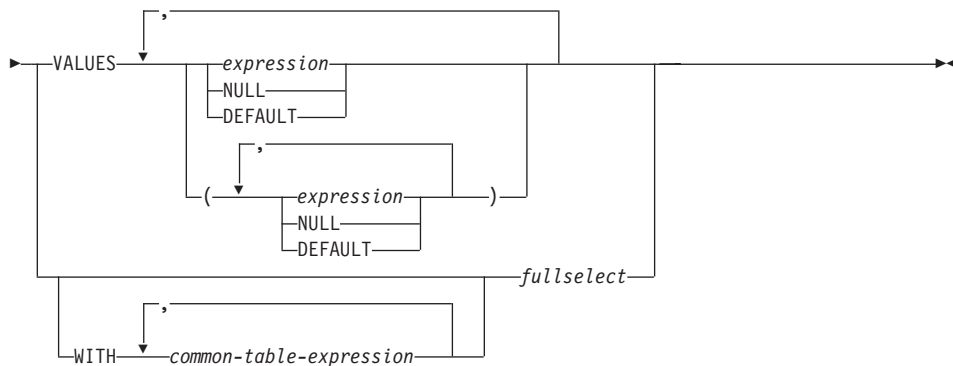 ,
VALUES expression
NULL
DEFAULT
,
( expression )
NULL
DEFAULT
fullselect
,
WITH common-table-expression